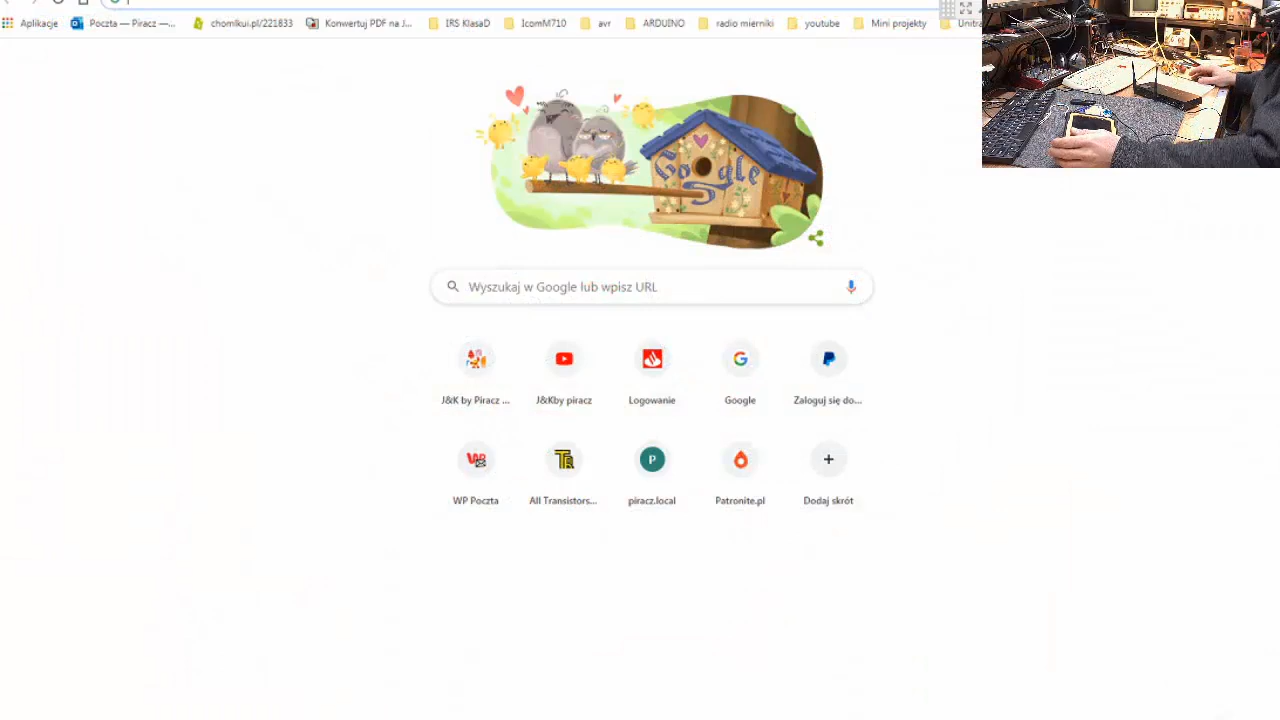 Aplikacje Poczta — Piracz —... chomikuj.pl/221833 Konwertuj PDF na J... IRS KlasaD IcomM710 avr ARDUINO radio mierniki youtube Mini projekty Unitra
Google
Wyszukaj w Google lub wpisz URL
J&K by Piracz ... J&Kby piracz Logowanie Google Zaloguj się do...
WP Poczta All Transistors... piracz.local Patronite.pl Dodaj skrót